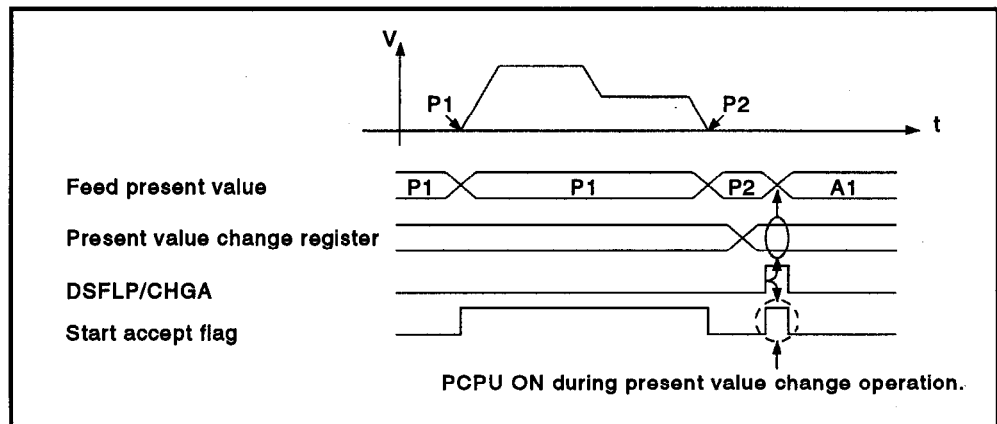 V
P1
P2
t
Feed present value
P1
P1
P2
A1
Present value change register
DSFLP/CHGA
Start accept flag
PCPU ON during present value change operation.